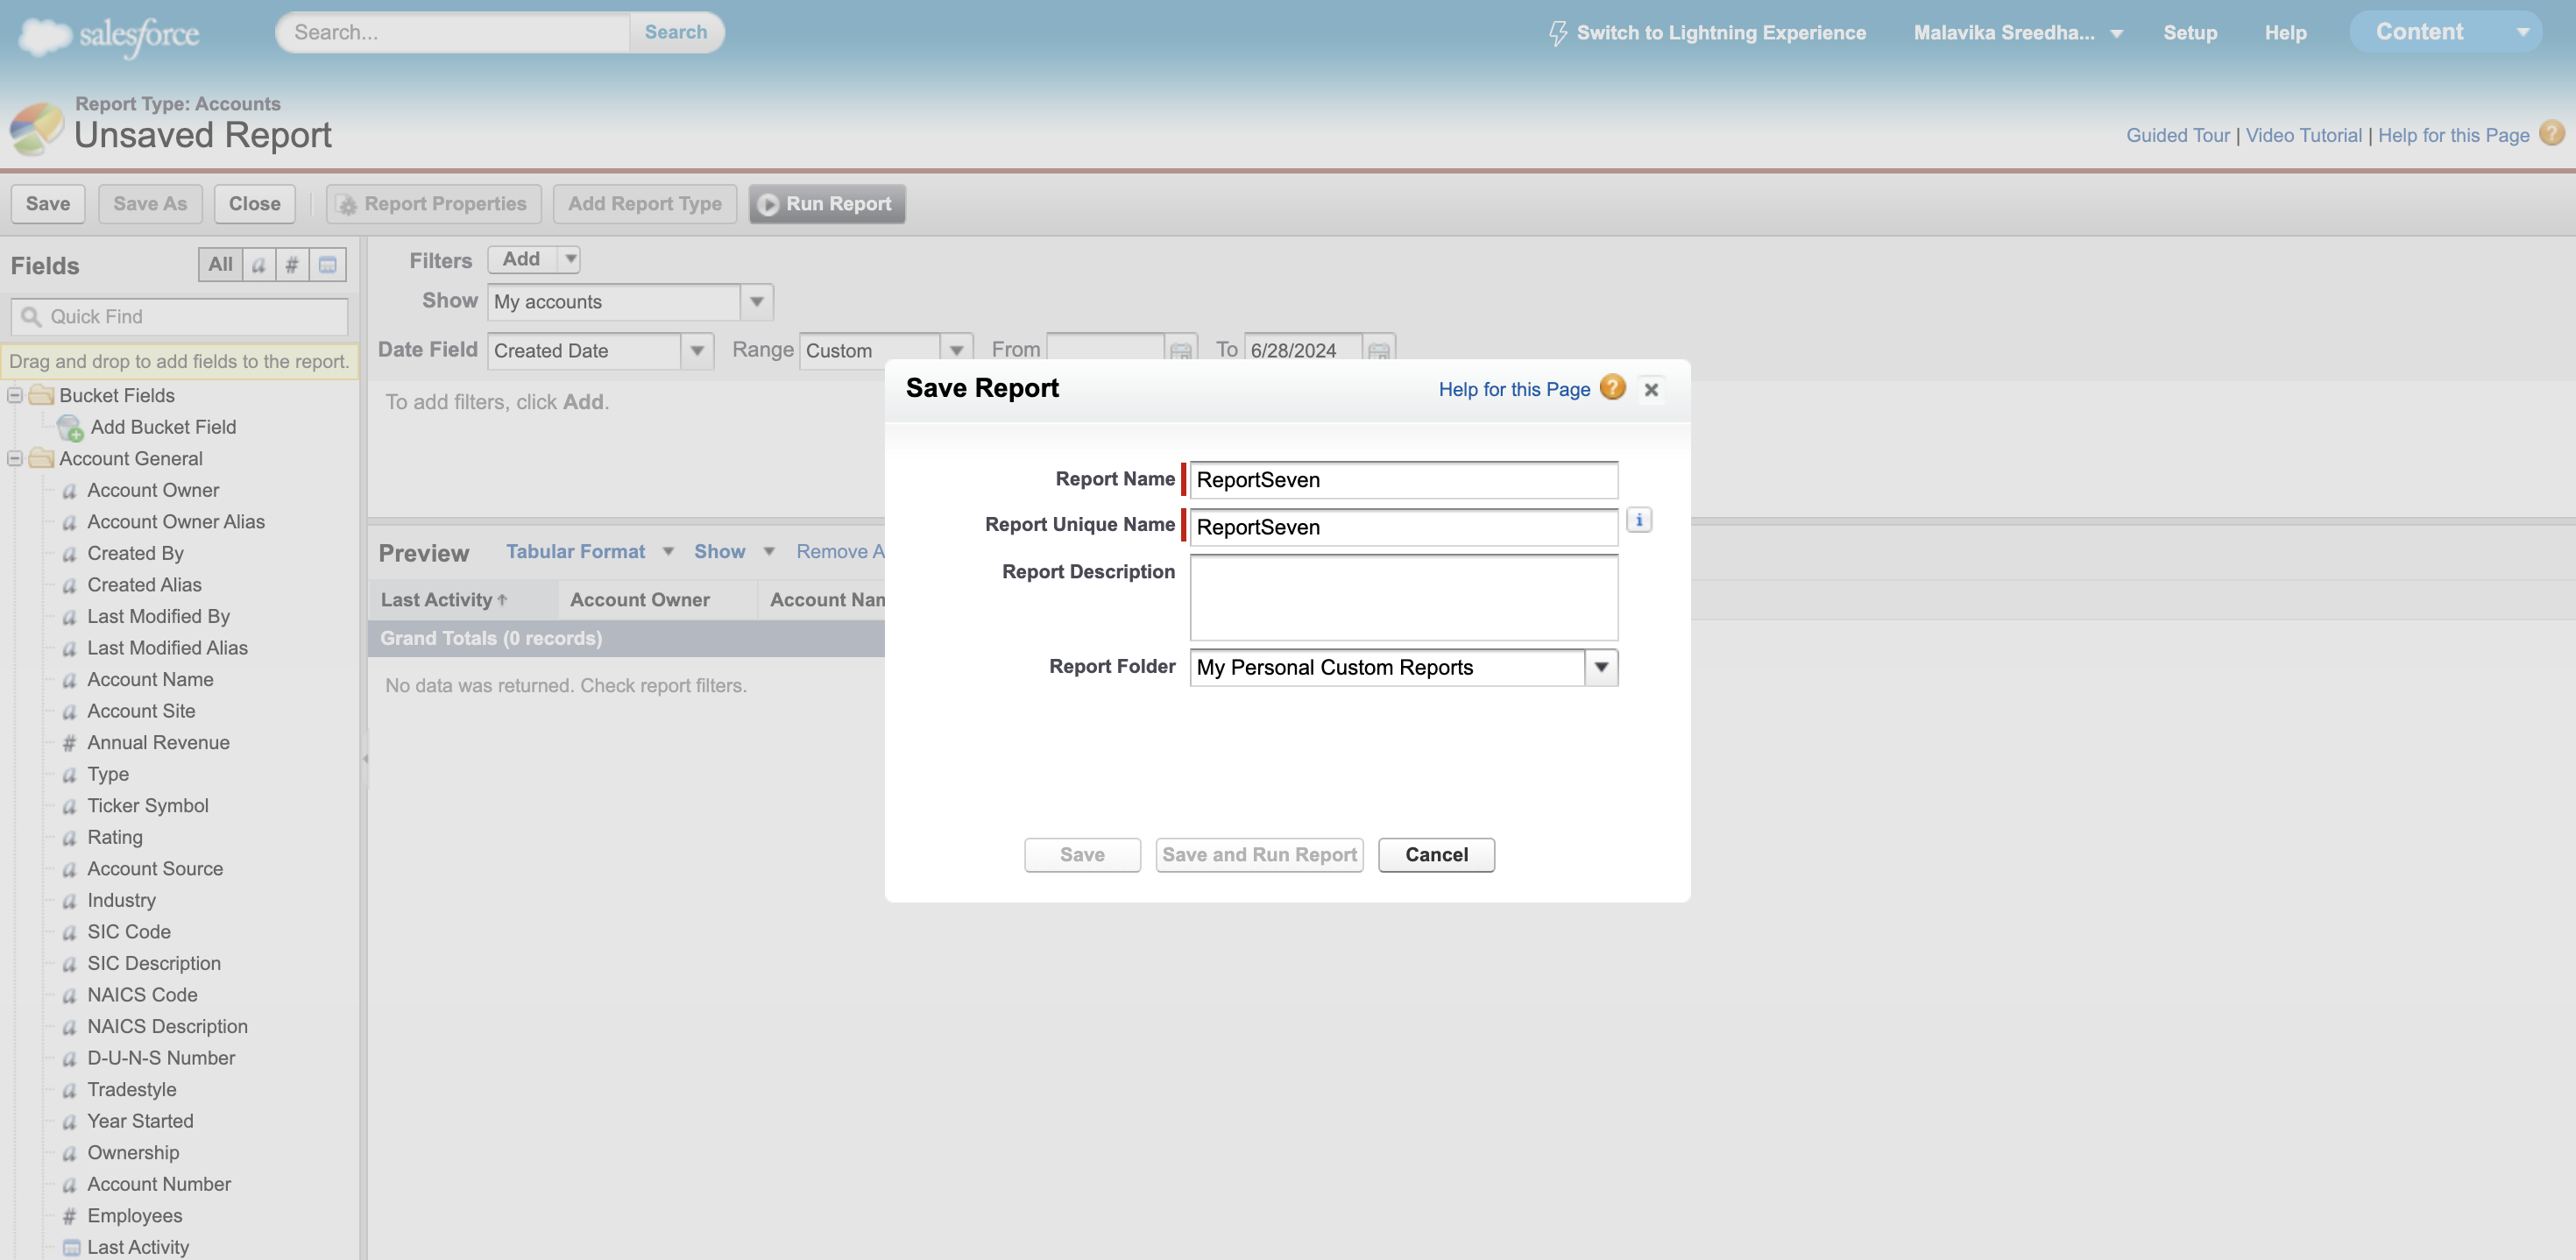 salesforce
Search...
Search
Switch to Lightning Experience
Malavika Sreedha...
Setup
Help
Content
Report Type: Accounts
Unsaved Report
Guided Tour | Video Tutorial | Help for this Page ?
Save
Save As
Close
Report Properties
Add Report Type
Run Report
Fields
All
a
#
Quick Find
Drag and drop to add fields to the report.
Bucket Fields
Add Bucket Field
Account General
a Account Owner
a Account Owner Alias
a Created By
a Created Alias
a Last Modified By
a Last Modified Alias
a Account Name
a Account Site
# Annual Revenue
a Type
a Ticker Symbol
a Rating
a Account Source
a Industry
a SIC Code
a SIC Description
a NAICS Code
a NAICS Description
a D-U-N-S Number
a Tradestyle
a Year Started
a Ownership
a Account Number
# Employees
Last Activity
Filters Add
Show My accounts
Date Field Created Date Range Custom From To 6/28/2024
To add filters, click Add.
Preview Tabular Format Show Remove A
Last Activity Account Owner Account Nam
Grand Totals (0 records)
No data was returned. Check report filters.
Save Report
Help for this Page ?
Report Name ReportSeven
Report Unique Name ReportSeven
i
Report Description
Report Folder My Personal Custom Reports
Save
Save and Run Report
Cancel